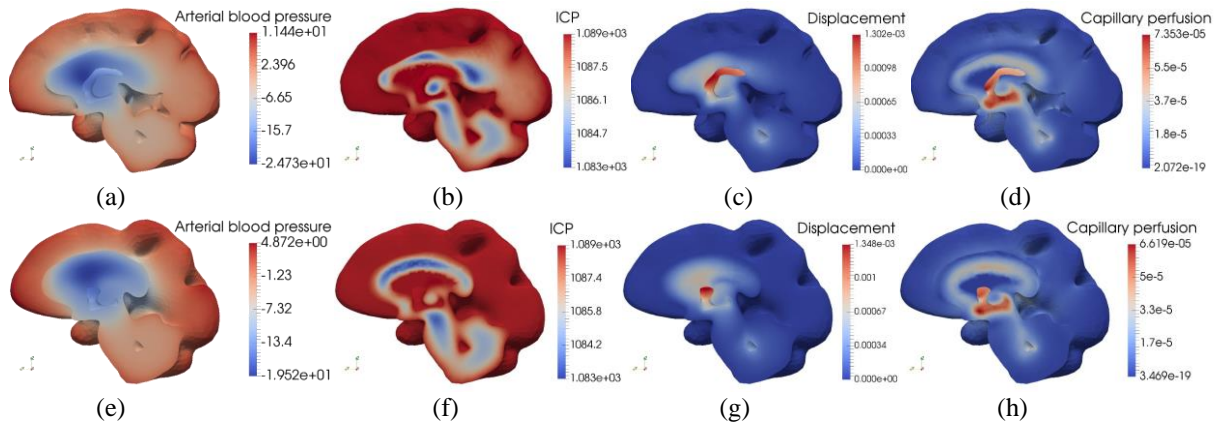 Arterial blood pressure
1.144e+01
2.396
-6.65
-15.7
-2.473e+01
(a)
ICP
1.089e+03
1087.5
1086.1
1084.7
1.083e+03
(b)
Displacement
1.302e-03
0.00098
0.00065
0.00033
0.000e+00
(c)
Capillary perfusion
7.353e-05
5.5e-5
3.7e-5
1.8e-5
2.072e-19
(d)
Arterial blood pressure
4.872e+00
-1.23
-7.32
-13.4
-1.952e+01
(e)
ICP
1.089e+03
1087.4
1085.8
1084.2
1.083e+03
(f)
Displacement
1.348e-03
0.001
0.00067
0.00034
0.000e+00
(g)
Capillary perfusion
6.619e-05
5e-5
3.3e-5
1.7e-5
3.469e-19
(h)